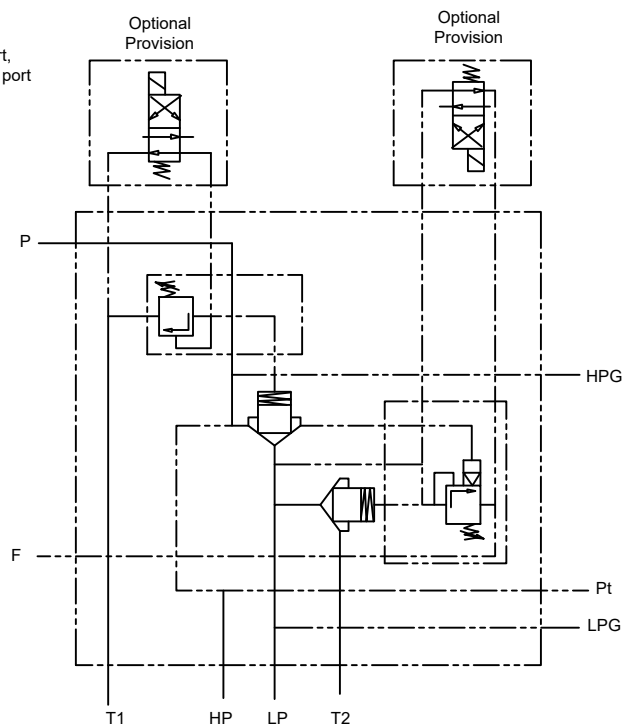 Optional
Provision
Optional
Provision
rt,
port
P
HPG
F
Pt
LPG
T1
HP
LP
T2